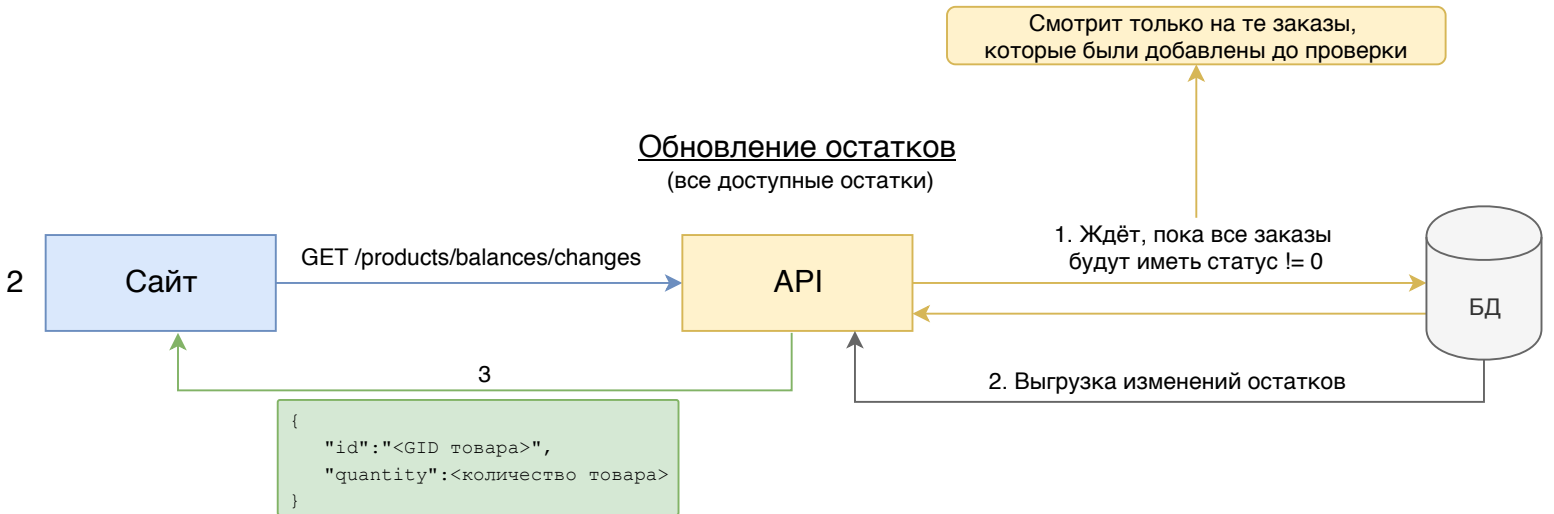 Смотрит только на те заказы,
которые были добавлены до проверки
Обновление остатков
(все доступные остатки)
2
Сайт
GET /products/balances/changes
API
1. Ждёт, пока все заказы
будут иметь статус != 0
БД
3
2. Выгрузка изменений остатков
{
"id":"<GID товара>",
"quantity":<количество товара>
}